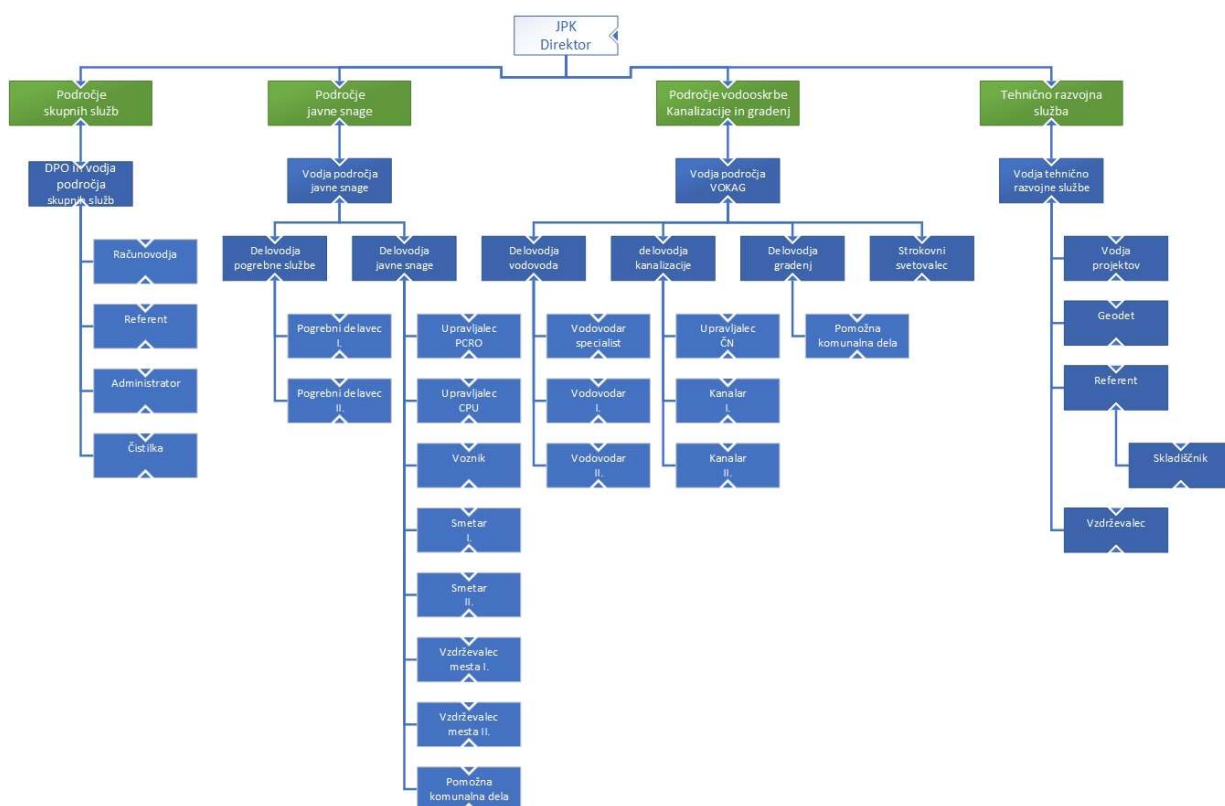 JPK
Direktor
Področje
skupnih služb
Področje
javne snage
Področje vodooskrbe
Kanalizacije in gradenj
Tehnično razvojna
služba
DPO in vodja
področja
skupnih služb
Vodja področja
javne snage
Vodja področja
VOKAG
Vodja tehnično
razvojne službe
Računovodja
Referent
Administrator
Čistilka
Delovodja
pogrebne službe
Delovodja
javne snage
Delovodja
vodovoda
delovodja
kanalizacije
Delovodja
gradenj
Strokovni
svetovalec
Pogrebni delavec
I.
Pogrebni delavec
II.
Upravljalec
PCRO
Upravljalec
CPU
Voznik
Smetar
I.
Smetar
II.
Vzdrževalec
mesta I.
Vzdrževalec
mesta II.
Pomožna
komunalna dela
Vodovodar
specialist
Vodovodar
I.
Vodovodar
II.
Upravljalec
ČN
Kanalar
I.
Kanalar
II.
Pomožna
komunalna dela
Vodja
projektov
Geodet
Referent
Skladiščnik
Vzdrževalec